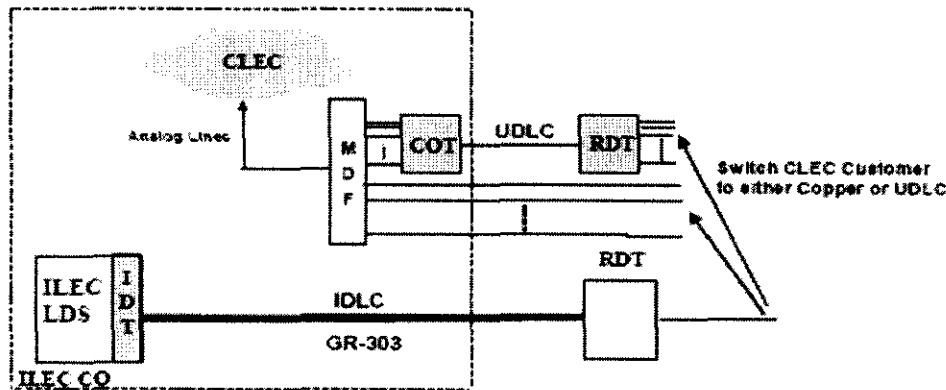 CLEC
Analog Lines
M
D
F
COT
UDLC
RDT
Switch CLEC Customer
to either Copper or UDLC
RDT
ILEC
LDS
I
D
T
IDLC
GR-303
ILEC CO